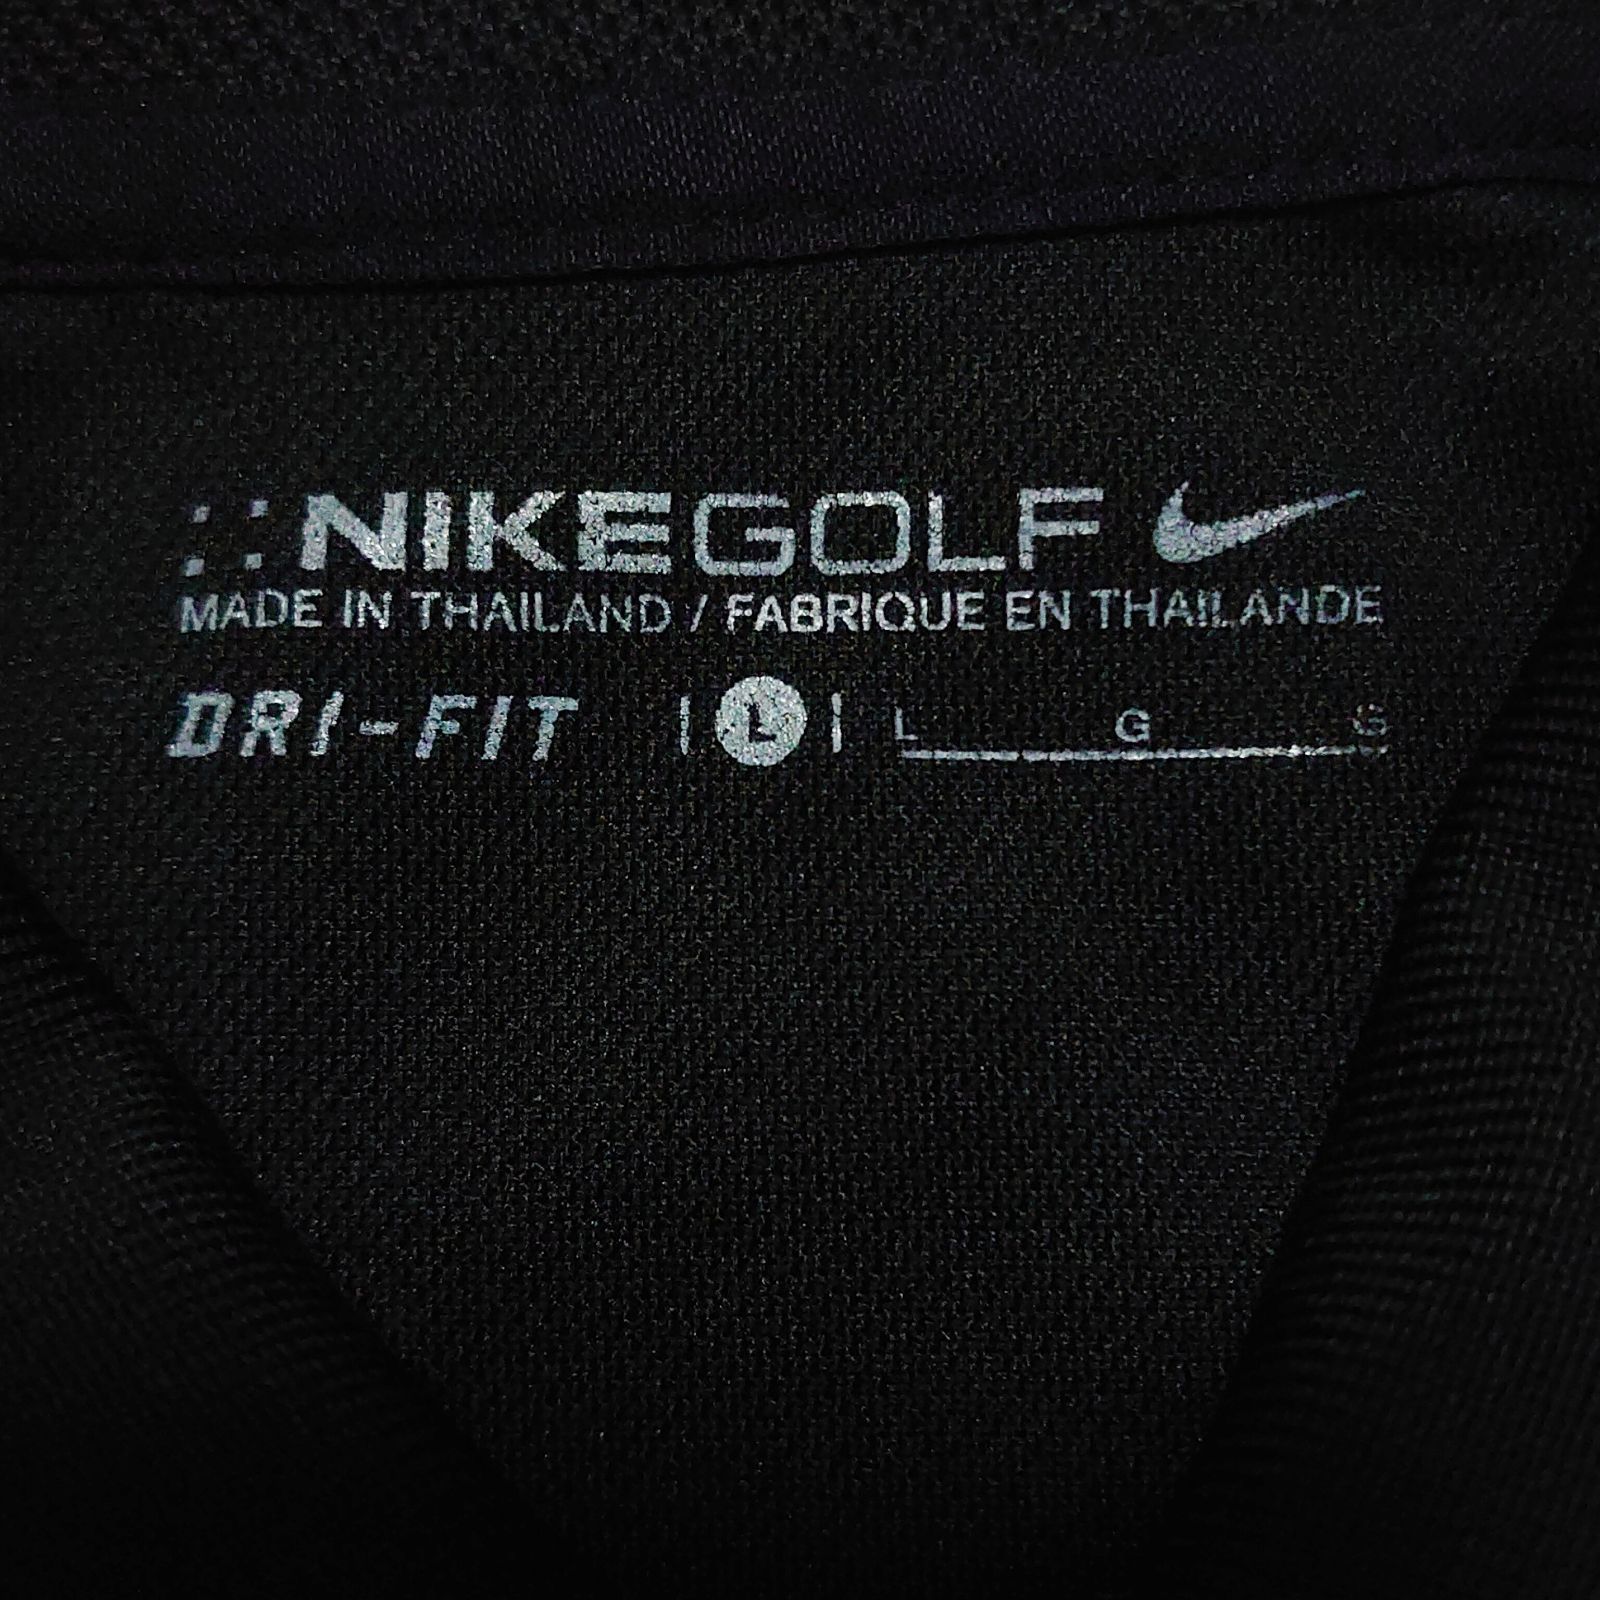 NIKEGOLF
MADE IN THAILAND / FABRIQUE EN THAILANDE
DRI-FIT | L | L G G